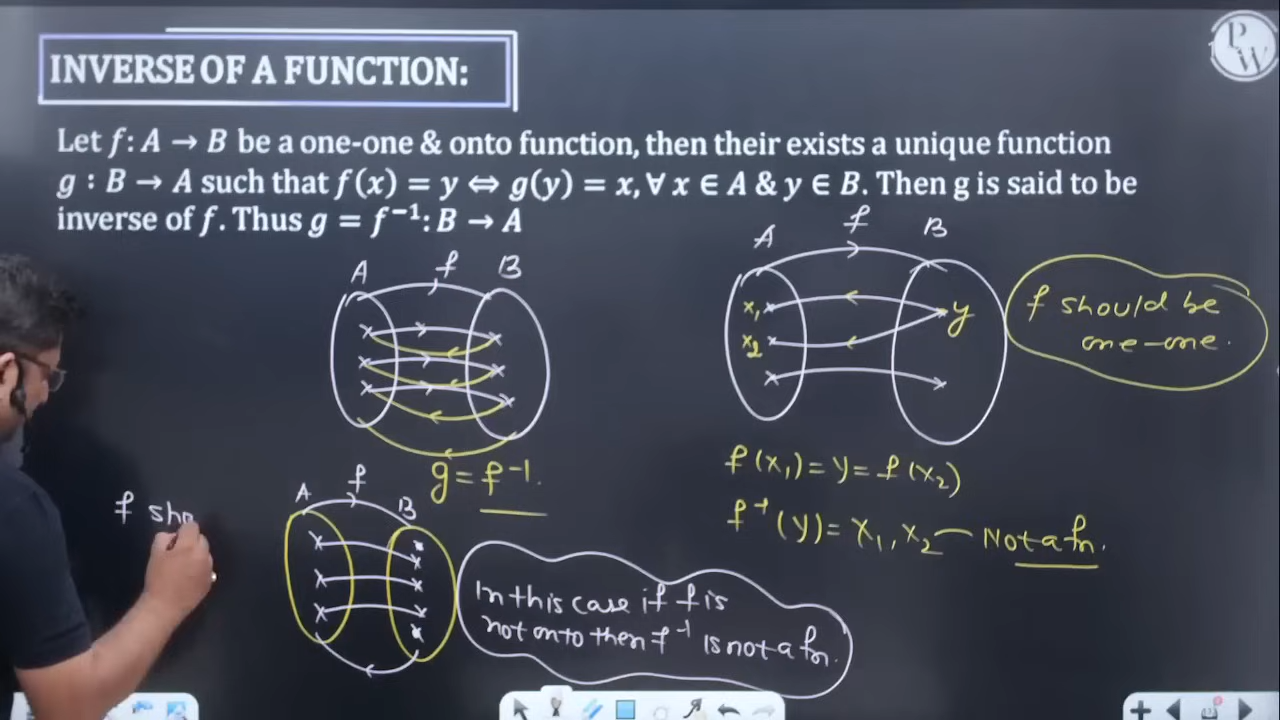 INVERSE OF A FUNCTION:
Let f: A → B be a one-one & onto function, then their exists a unique function
g : B → A such that f(x) = y ⇔ g(y) = x, ∀ x ∈ A & y ∈ B. Then g is said to be
inverse of f. Thus g = f⁻¹: B → A
A f B
g = f⁻¹.
A f B
x₁
x₂
y
f should be
one-one.
f(x₁) = y = f(x₂)
f⁻¹(y) = x₁, x₂ — Not a fn.
A f B
In this case if f is
not onto then f⁻¹ is not a fn.
f sho
PW